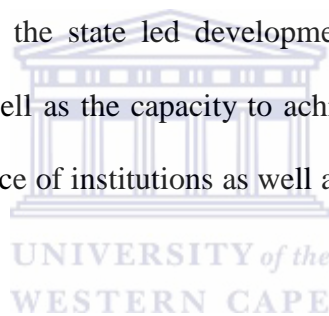 the state led developme
ell as the capacity to achi
ce of institutions as well a
UNIVERSITY of the
WESTERN CAPE